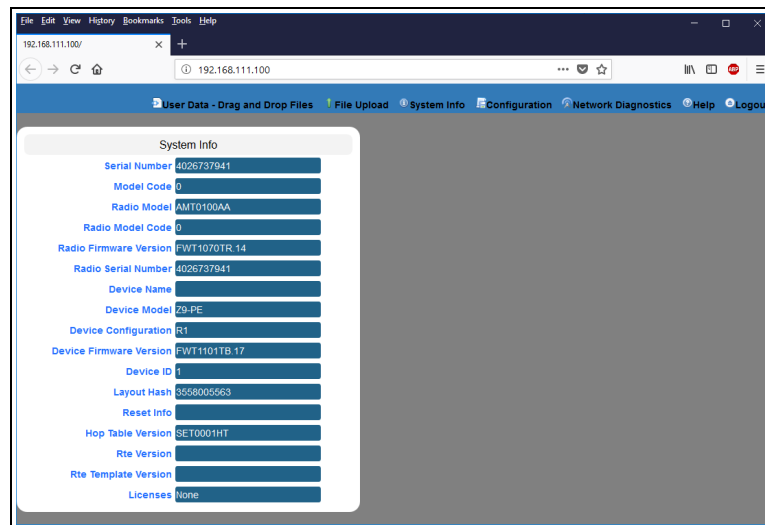 File Edit View History Bookmarks Tools Help
192.168.111.100/
192.168.111.100
ABP
User Data - Drag and Drop Files File Upload System Info Configuration Network Diagnostics Help Logou
System Info
Serial Number 4026737941
Model Code 0
Radio Model AMT0100AA
Radio Model Code 0
Radio Firmware Version FWT1070TR.14
Radio Serial Number 4026737941
Device Name
Device Model Z9-PE
Device Configuration R1
Device Firmware Version FWT1101TB.17
Device ID 1
Layout Hash 3558005563
Reset Info
Hop Table Version SET0001HT
Rte Version
Rte Template Version
Licenses None